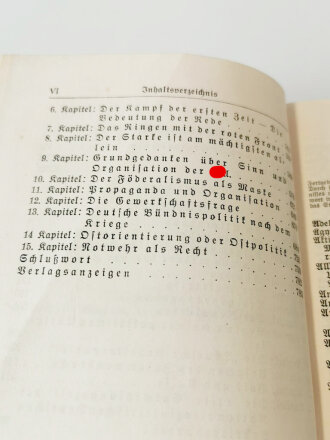 VI Inhaltsverzeichnis
6. Kapitel: Der Kampf der ersten Zeit — Die
Bedeutung der Rede
7. Kapitel: Das Ringen mit der roten Front
8. Kapitel: Der Starke ist am mächtigsten al-
lein
9. Kapitel: Grundgedanken über Sinn und
Organisation der
10. Kapitel: Der Föderalismus als Maske
11. Kapitel: Propaganda und Organisation
12. Kapitel: Die Gewerkschaftsfrage
13. Kapitel: Deutsche Bündnispolitik nach dem
Kriege
14 Kapitel: Ostorientierung oder Ostpolitik
15. Kapitel: Notwehr als Recht
Schlußwort
Verlagsanzeigen